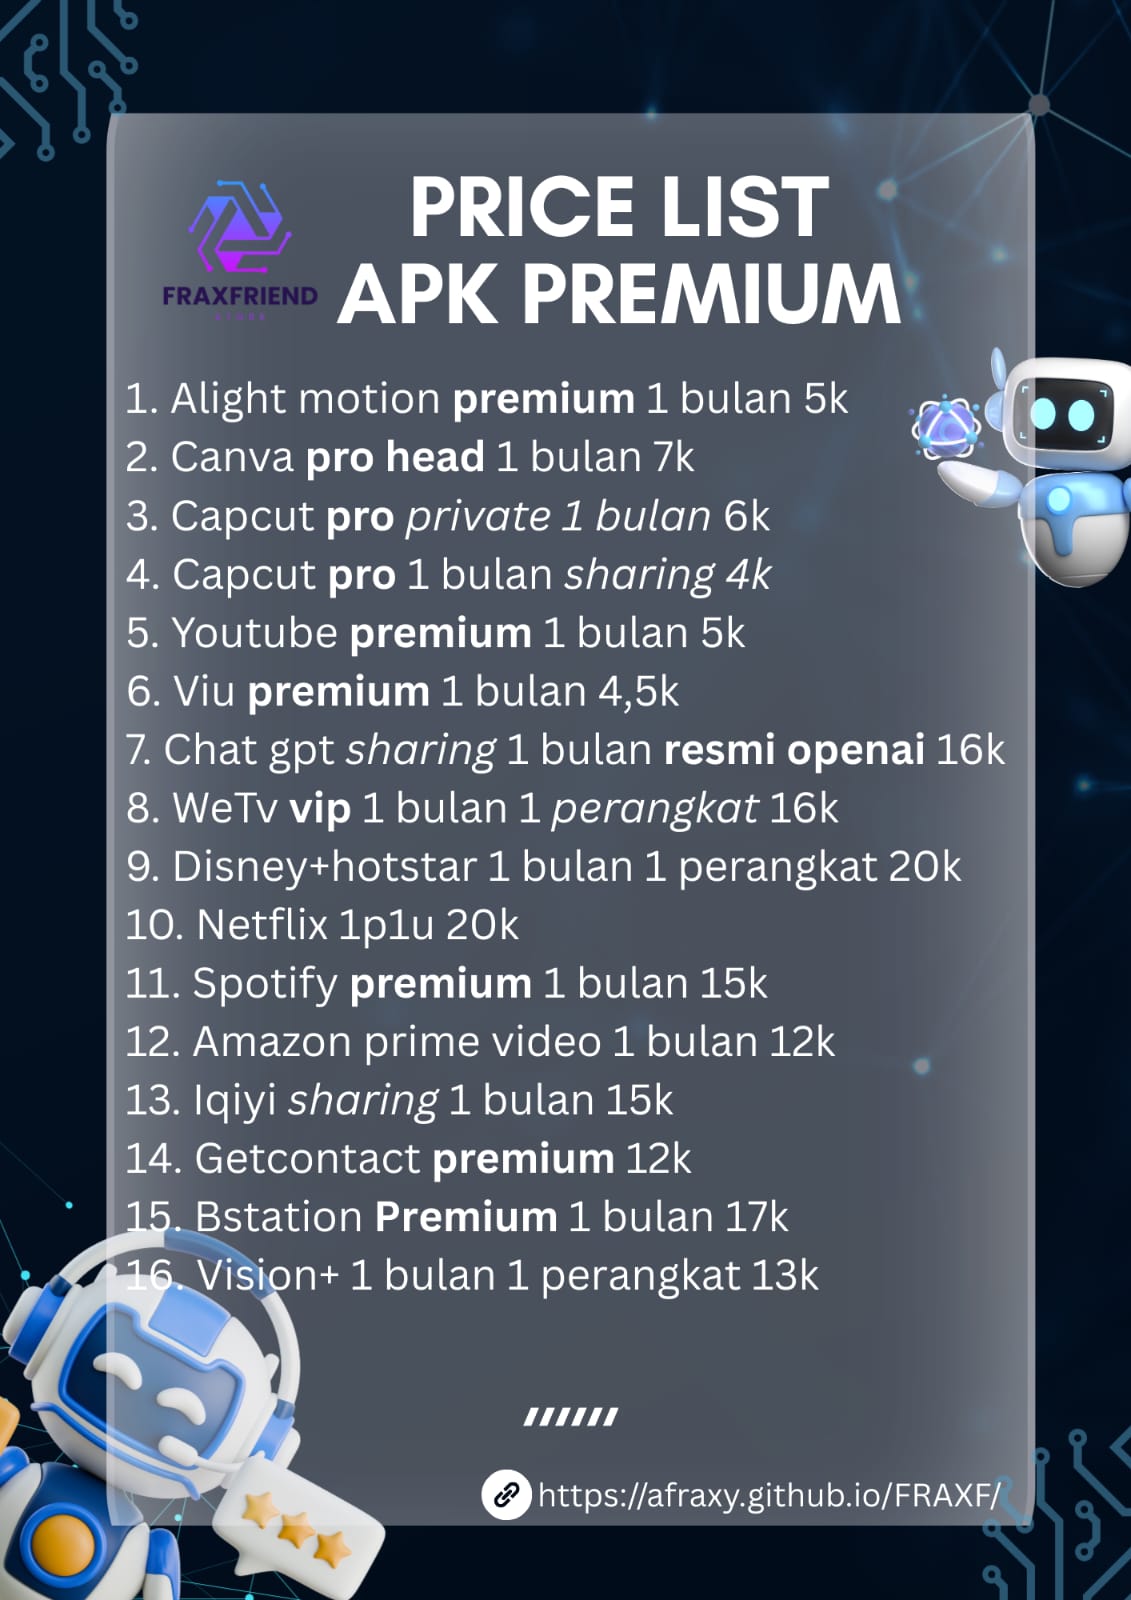 PRICE LIST
APK PREMIUM
FRAXFRIEND
STORE
1. Alight motion premium 1 bulan 5k
2. Canva pro head 1 bulan 7k
3. Capcut pro private 1 bulan 6k
4. Capcut pro 1 bulan sharing 4k
5. Youtube premium 1 bulan 5k
6. Viu premium 1 bulan 4,5k
7. Chat gpt sharing 1 bulan resmi openai 16k
8. WeTv vip 1 bulan 1 perangkat 16k
9. Disney+hotstar 1 bulan 1 perangkat 20k
10. Netflix 1p1u 20k
11. Spotify premium 1 bulan 15k
12. Amazon prime video 1 bulan 12k
13. Iqiyi sharing 1 bulan 15k
14. Getcontact premium 12k
15. Bstation Premium 1 bulan 17k
16. Vision+ 1 bulan 1 perangkat 13k
https://afraxy.github.io/FRAXF/